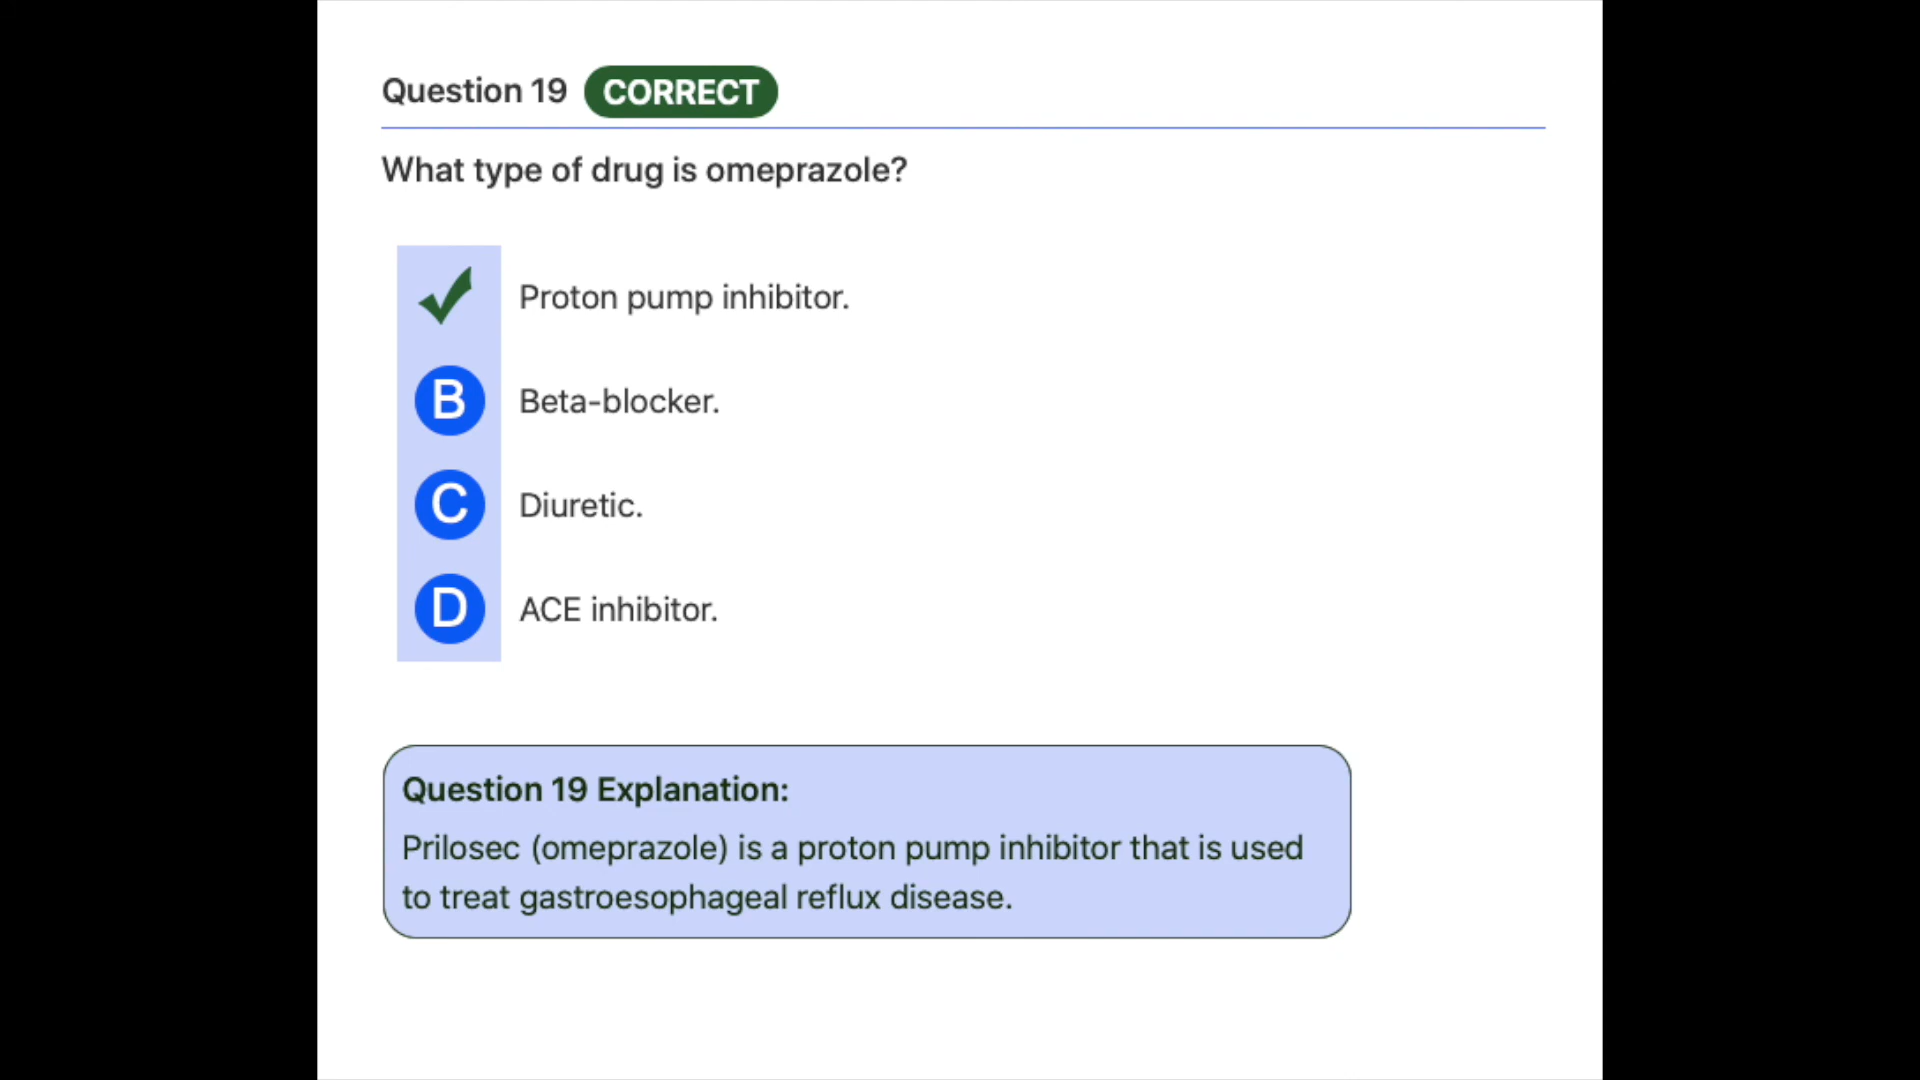 Question 19 CORRECT
What type of drug is omeprazole?
Proton pump inhibitor.
B Beta-blocker.
C Diuretic.
D ACE inhibitor.
Question 19 Explanation:
Prilosec (omeprazole) is a proton pump inhibitor that is used
to treat gastroesophageal reflux disease.